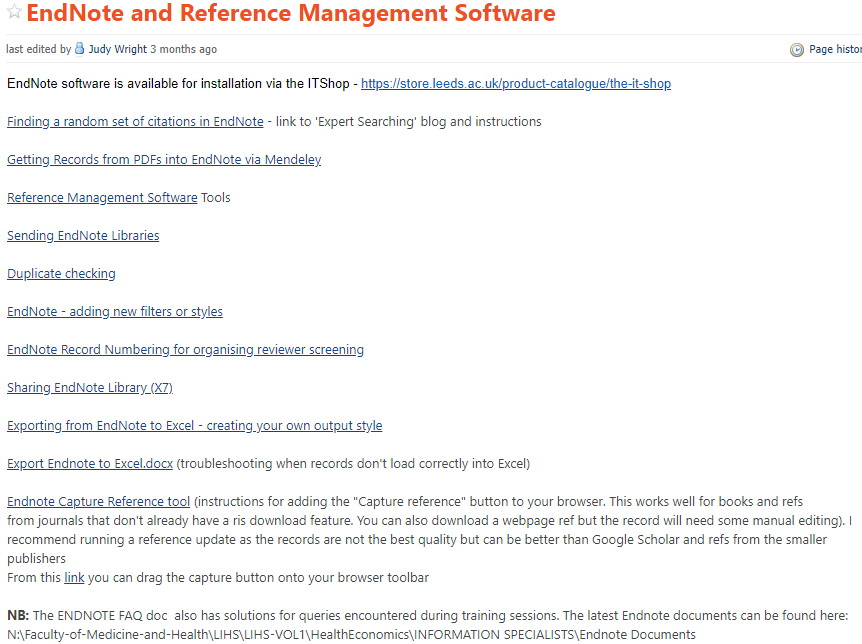 EndNote and Reference Management Software
last edited by Judy Wright 3 months ago Page histor
EndNote software is available for installation via the ITShop - https://store.leeds.ac.uk/product-catalogue/the-it-shop
Finding a random set of citations in EndNote - link to 'Expert Searching' blog and instructions
Getting Records from PDFs into EndNote via Mendeley
Reference Management Software Tools
Sending EndNote Libraries
Duplicate checking
EndNote - adding new filters or styles
EndNote Record Numbering for organising reviewer screening
Sharing EndNote Library (X7)
Exporting from EndNote to Excel - creating your own output style
Export Endnote to Excel.docx (troubleshooting when records don't load correctly into Excel)
Endnote Capture Reference tool (instructions for adding the "Capture reference" button to your browser. This works well for books and refs
from journals that don't already have a ris download feature. You can also download a webpage ref but the record will need some manual editing). I
recommend running a reference update as the records are not the best quality but can be better than Google Scholar and refs from the smaller
publishers
From this link you can drag the capture button onto your browser toolbar
NB: The ENDNOTE FAQ doc also has solutions for queries encountered during training sessions. The latest Endnote documents can be found here:
N:\Faculty-of-Medicine-and-Health\LIHS\LIHS-VOL1\HealthEconomics\INFORMATION SPECIALISTS\Endnote Documents